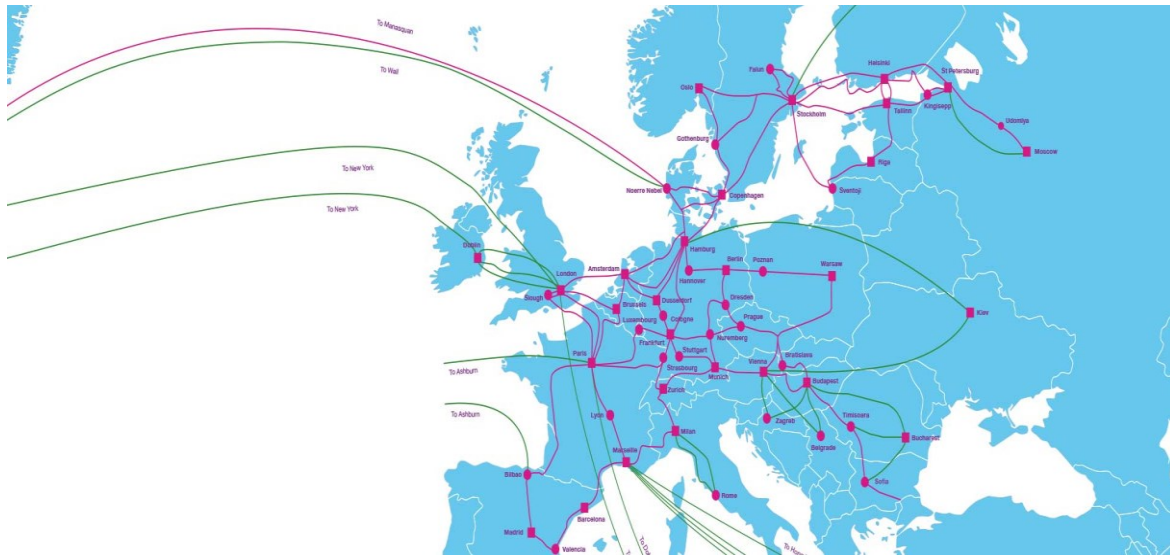 To Manasquan
To Wall
To New York
To New York
To Ashburn
To Ashburn
Falun
Helsinki
St Petersburg
Oslo
Stockholm
Tallinn
Kingisepp
Udomlya
Moscow
Gothenburg
Riga
Noerre Nebel
Copenhagen
Sventoji
Dublin
Hamburg
London
Amsterdam
Berlin
Poznan
Warsaw
Hannover
Slough
Brussels
Dusseldorf
Dresden
Luxembourg
Cologne
Prague
Kiev
Frankfurt
Nuremberg
Paris
Stuttgart
Bratislava
Strasbourg
Munich
Vienna
Budapest
Zurich
Lyon
Zagreb
Timisoara
Milan
Belgrade
Bucharest
Marseille
Bilbao
Sofia
Rome
Barcelona
Madrid
Valencia